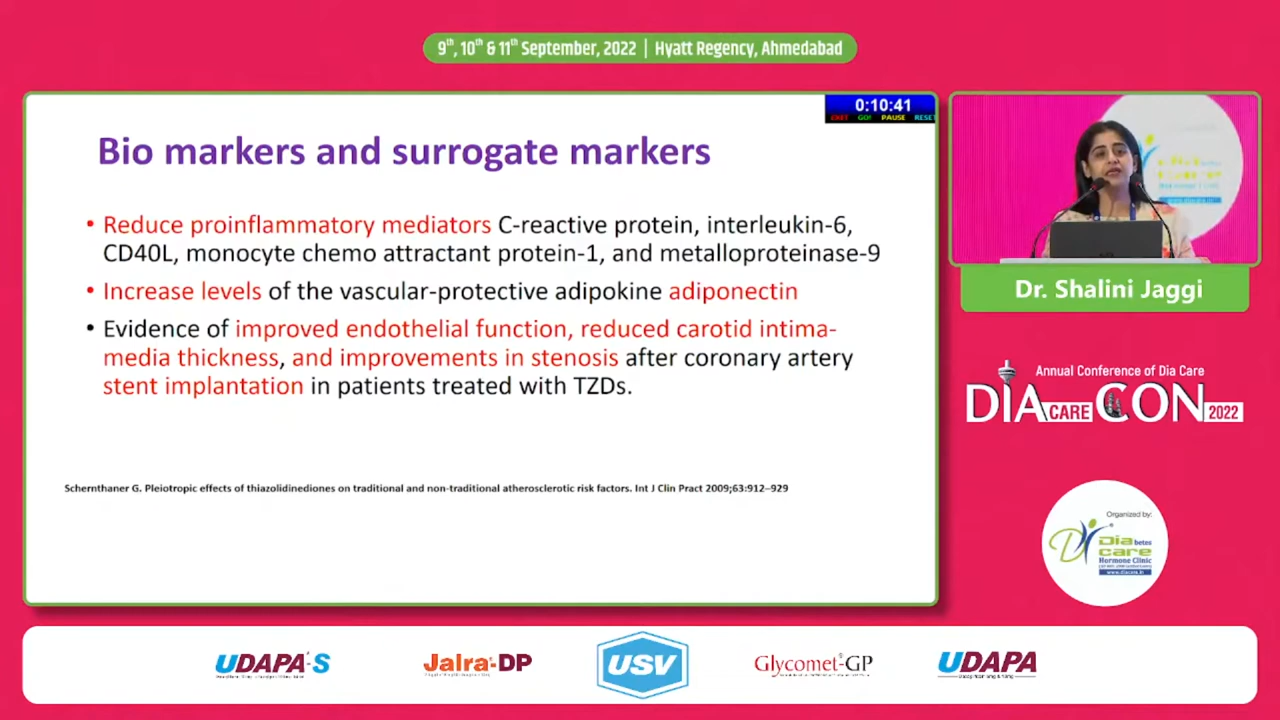 9th, 10th & 11th September, 2022 | Hyatt Regency, Ahmedabad
0:10:41
EXIT GO! PAUSE RESET
Bio markers and surrogate markers
• Reduce proinflammatory mediators C-reactive protein, interleukin-6,
CD40L, monocyte chemo attractant protein-1, and metalloproteinase-9
• Increase levels of the vascular-protective adipokine adiponectin
• Evidence of improved endothelial function, reduced carotid intima-
media thickness, and improvements in stenosis after coronary artery
stent implantation in patients treated with TZDs.
Schernthaner G. Pleiotropic effects of thiazolidinediones on traditional and non-traditional atherosclerotic risk factors. Int J Clin Pract 2009;63:912–929
Dr. Shalini Jaggi
Annual Conference of Dia Care
DIA CARE CON 2022
Organized by:
Diabetes
care
Hormone Clinic
www.diacare.in
UDAPA-S
Jalra-DP
USV
Glycomet-GP
UDAPA